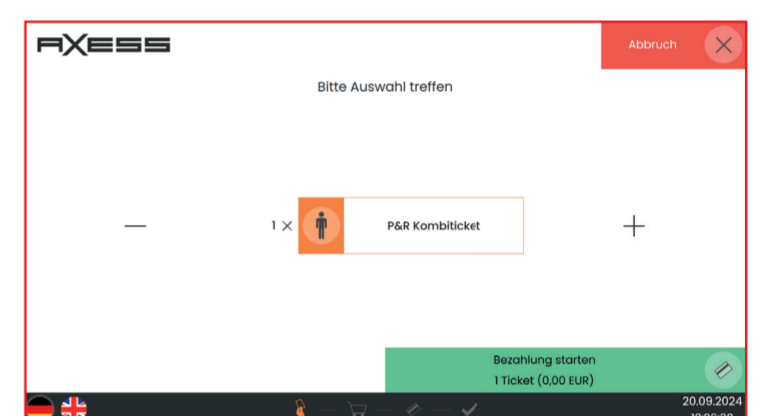 AXESS
Abbruch
Bitte Auswahl treffen
1 ×
P&R Kombiticket
Bezahlung starten
1 Ticket (0,00 EUR)
20.09.2024